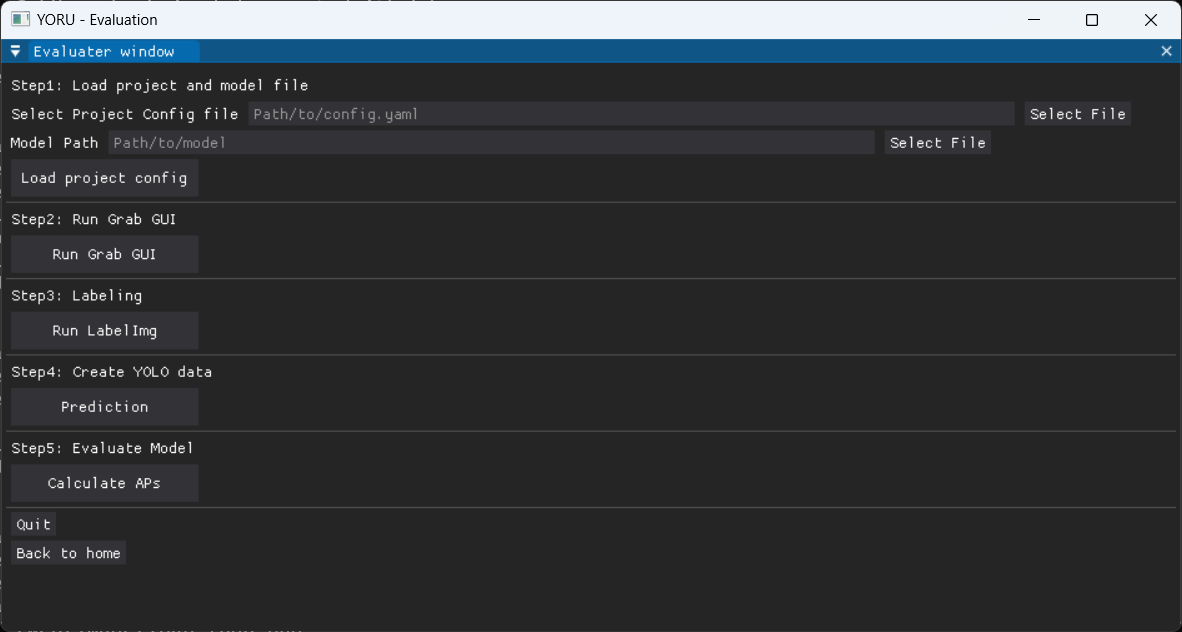 YORU - Evaluation
Evaluater window
Step1: Load project and model file
Select Project Config file Path/to/config.yaml Select File
Model Path Path/to/model Select File
Load project config
Step2: Run Grab GUI
Run Grab GUI
Step3: Labeling
Run LabelImg
Step4: Create YOLO data
Prediction
Step5: Evaluate Model
Calculate APs
Quit
Back to home